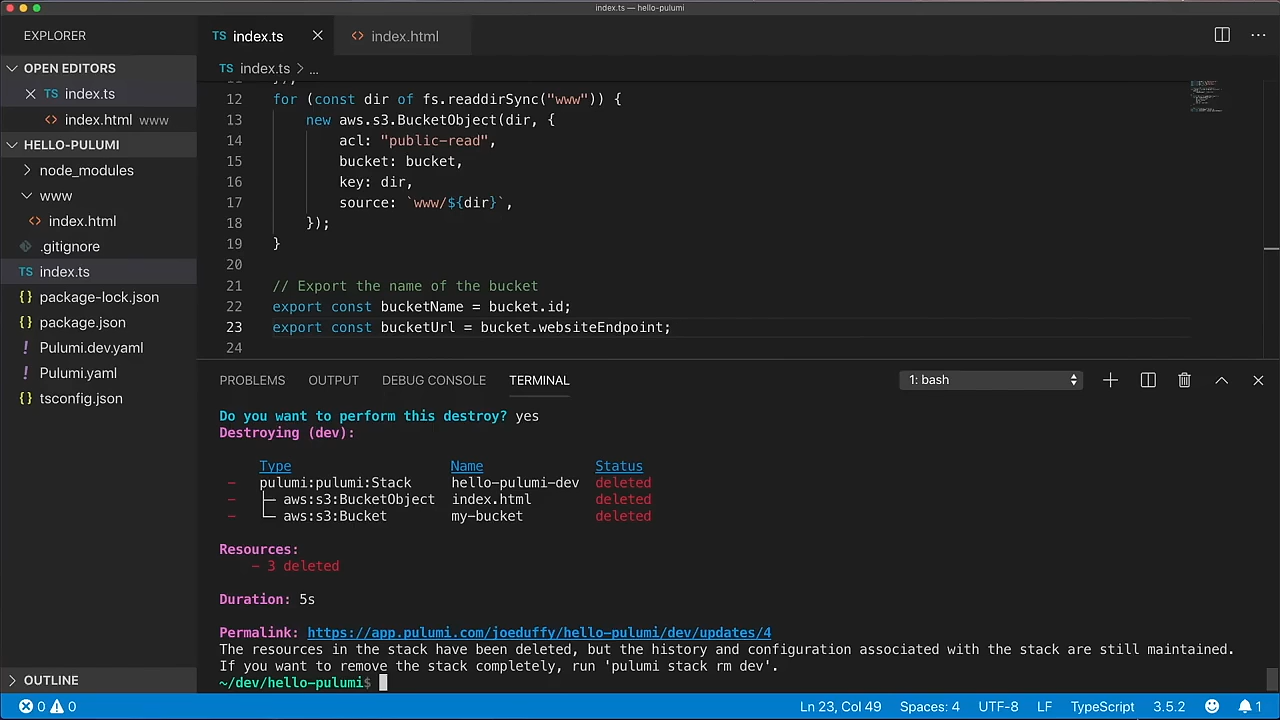 index.ts — hello-pulumi
EXPLORER
OPEN EDITORS
TS index.ts
<> index.html www
HELLO-PULUMI
node_modules
www
<> index.html
.gitignore
TS index.ts
{} package-lock.json
{} package.json
! Pulumi.dev.yaml
! Pulumi.yaml
{} tsconfig.json
OUTLINE
TS index.ts <> index.html
TS index.ts > ...
12 for (const dir of fs.readdirSync("www")) {
13 new aws.s3.BucketObject(dir, {
14 acl: "public-read",
15 bucket: bucket,
16 key: dir,
17 source: `www/${dir}`,
18 });
19 }
20
21 // Export the name of the bucket
22 export const bucketName = bucket.id;
23 export const bucketUrl = bucket.websiteEndpoint;
24
PROBLEMS OUTPUT DEBUG CONSOLE TERMINAL 1: bash
Do you want to perform this destroy? yes
Destroying (dev):
Type Name Status
- pulumi:pulumi:Stack hello-pulumi-dev deleted
- ├─ aws:s3:BucketObject index.html deleted
- └─ aws:s3:Bucket my-bucket deleted
Resources:
- 3 deleted
Duration: 5s
Permalink: https://app.pulumi.com/joeduffy/hello-pulumi/dev/updates/4
The resources in the stack have been deleted, but the history and configuration associated with the stack are still maintained.
If you want to remove the stack completely, run 'pulumi stack rm dev'.
~/dev/hello-pulumi$
0 0 Ln 23, Col 49 Spaces: 4 UTF-8 LF TypeScript 3.5.2 1